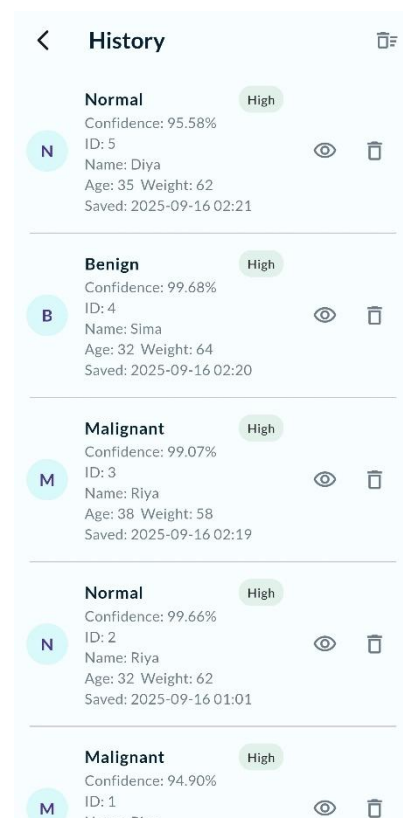 History
Normal High
Confidence: 95.58%
N
ID: 5
Name: Diya
Age: 35 Weight: 62
Saved: 2025-09-16 02:21
Benign High
Confidence: 99.68%
B
ID: 4
Name: Sima
Age: 32 Weight: 64
Saved: 2025-09-16 02:20
Malignant High
Confidence: 99.07%
M
ID: 3
Name: Riya
Age: 38 Weight: 58
Saved: 2025-09-16 02:19
Normal High
Confidence: 99.66%
N
ID: 2
Name: Riya
Age: 32 Weight: 62
Saved: 2025-09-16 01:01
Malignant High
Confidence: 94.90%
M
ID: 1